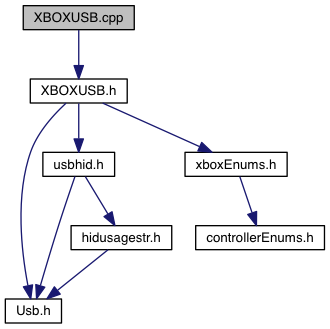 XBOXUSB.cpp
XBOXUSB.h
usbhid.h
xboxEnums.h
hidusagestr.h
controllerEnums.h
Usb.h